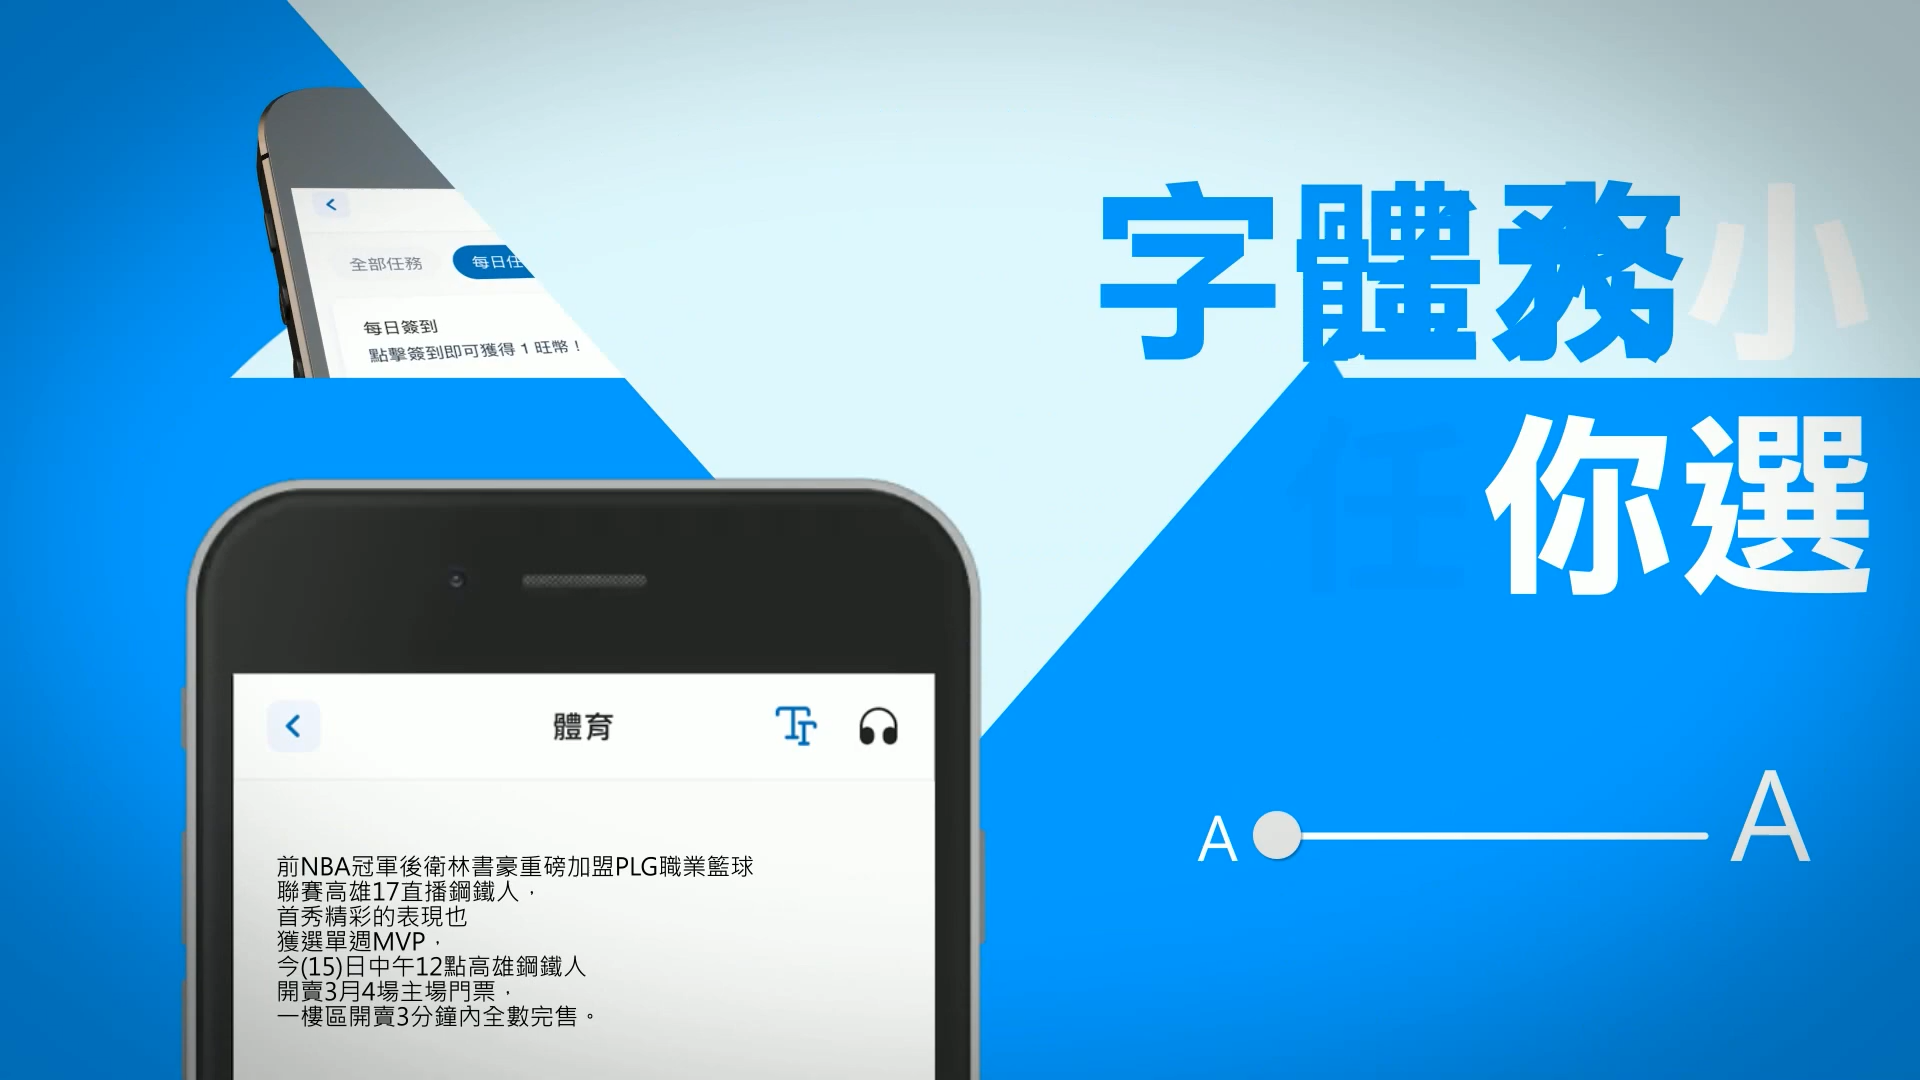 字體 務小
任你選
全部任務 每日任
每日簽到
點擊簽到即可獲得 1 旺幣！
體育
前NBA冠軍後衛林書豪重磅加盟PLG職業籃球
聯賽高雄17直播鋼鐵人，
首秀精彩的表現也
獲選單週MVP，
今(15)日中午12點高雄鋼鐵人
開賣3月4場主場門票，
一樓區開賣3分鐘內全數完售。
A A